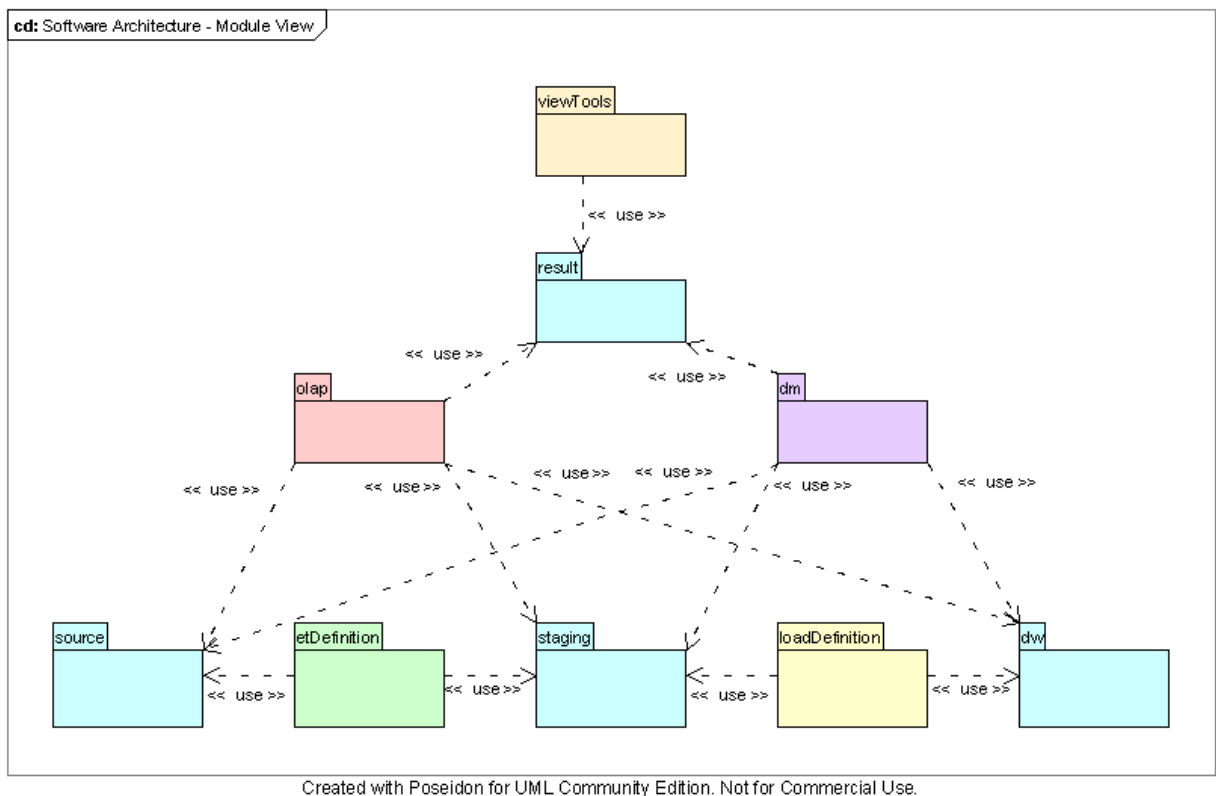 cd: Software Architecture - Module View
viewTools
<< use >>
result
<< use >>
<< use >>
olap
dm
<< use >>
<< use >>
<< use >>
<< use >>
<< use >>
<< use >>
source
etDefinition
staging
loadDefinition
dw
<< use >>
<< use >>
<< use >>
<< use >>
Created with Poseidon for UML Community Edition. Not for Commercial Use.